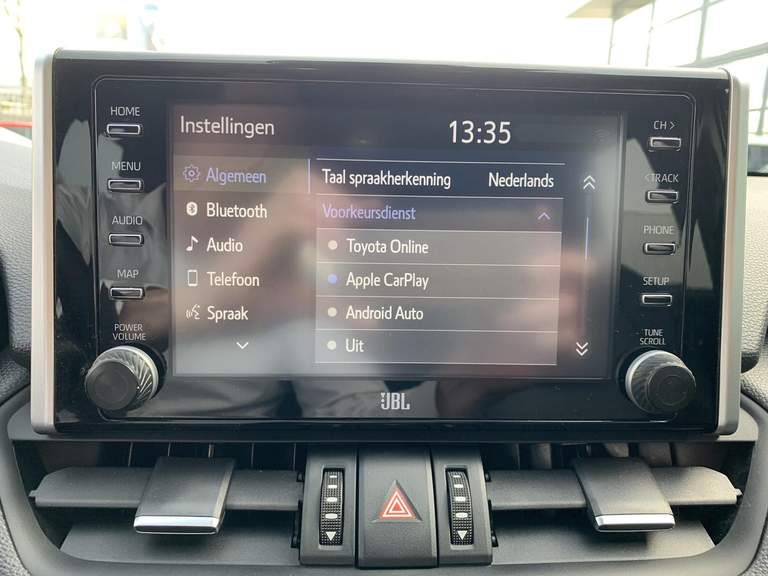 HOME
MENU
AUDIO
MAP
POWER
VOLUME
Instellingen
13:35
Algemeen
Bluetooth
Audio
Telefoon
Spraak
Taal spraakherkenning Nederlands
Voorkeursdienst
Toyota Online
Apple CarPlay
Android Auto
Uit
CH >
< TRACK
PHONE
SETUP
TUNE
SCROLL
JBL